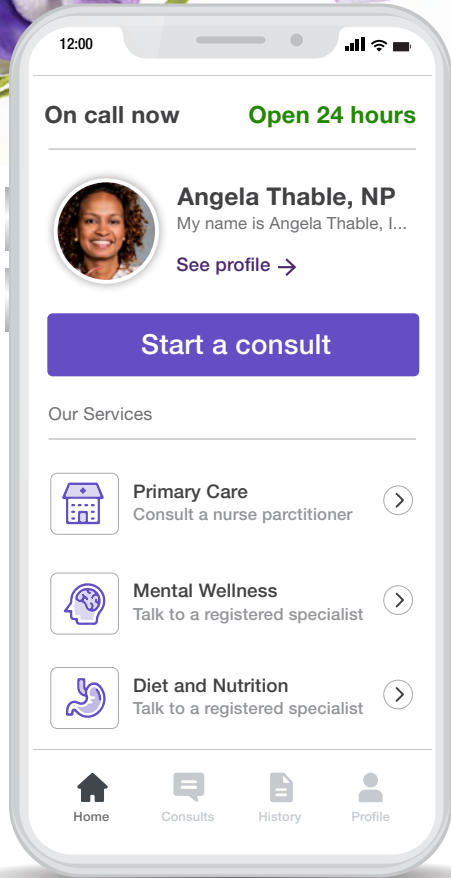 12:00
On call now
Open 24 hours
Angela Thable, NP
My name is Angela Thable, I...
See profile
Start a consult
Our Services
Primary Care
Consult a nurse parctitioner
Mental Wellness
Talk to a registered specialist
Diet and Nutrition
Talk to a registered specialist
Home
Consults
History
Profile